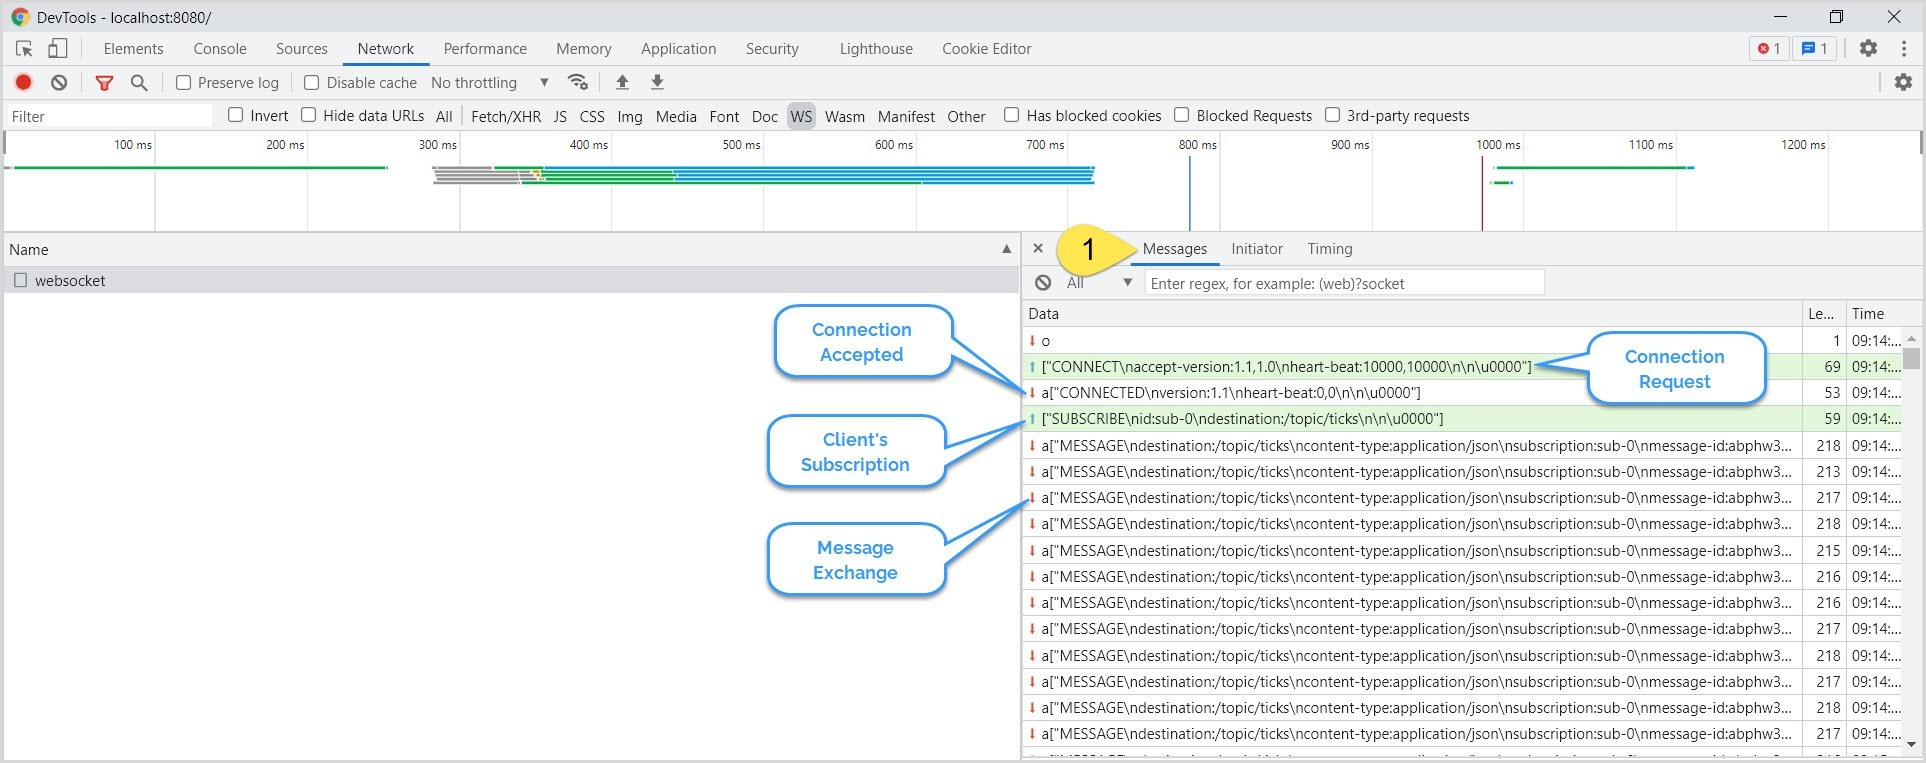 DevTools - localhost:8080/
Elements Console Sources Network Performance Memory Application Security Lighthouse Cookie Editor 1 1
Preserve log Disable cache No throttling
Filter Invert Hide data URLs All Fetch/XHR JS CSS Img Media Font Doc WS Wasm Manifest Other Has blocked cookies Blocked Requests 3rd-party requests
100 ms 200 ms 300 ms 400 ms 500 ms 600 ms 700 ms 800 ms 900 ms 1000 ms 1100 ms 1200 ms
Name
websocket
1
Messages Initiator Timing
All Enter regex, for example: (web)?socket
Data Le... Time
o 1 09:14:...
["CONNECT\naccept-version:1.1,1.0\nheart-beat:10000,10000\n\n\u0000"] 69 09:14:...
a["CONNECTED\nversion:1.1\nheart-beat:0,0\n\n\u0000"] 53 09:14:...
["SUBSCRIBE\nid:sub-0\ndestination:/topic/ticks\n\n\u0000"] 59 09:14:...
a["MESSAGE\ndestination:/topic/ticks\ncontent-type:application/json\nsubscription:sub-0\nmessage-id:abphw3... 218 09:14:...
a["MESSAGE\ndestination:/topic/ticks\ncontent-type:application/json\nsubscription:sub-0\nmessage-id:abphw3... 213 09:14:...
a["MESSAGE\ndestination:/topic/ticks\ncontent-type:application/json\nsubscription:sub-0\nmessage-id:abphw3... 217 09:14:...
a["MESSAGE\ndestination:/topic/ticks\ncontent-type:application/json\nsubscription:sub-0\nmessage-id:abphw3... 218 09:14:...
a["MESSAGE\ndestination:/topic/ticks\ncontent-type:application/json\nsubscription:sub-0\nmessage-id:abphw3... 215 09:14:...
a["MESSAGE\ndestination:/topic/ticks\ncontent-type:application/json\nsubscription:sub-0\nmessage-id:abphw3... 216 09:14:...
a["MESSAGE\ndestination:/topic/ticks\ncontent-type:application/json\nsubscription:sub-0\nmessage-id:abphw3... 216 09:14:...
a["MESSAGE\ndestination:/topic/ticks\ncontent-type:application/json\nsubscription:sub-0\nmessage-id:abphw3... 217 09:14:...
a["MESSAGE\ndestination:/topic/ticks\ncontent-type:application/json\nsubscription:sub-0\nmessage-id:abphw3... 218 09:14:...
a["MESSAGE\ndestination:/topic/ticks\ncontent-type:application/json\nsubscription:sub-0\nmessage-id:abphw3... 217 09:14:...
a["MESSAGE\ndestination:/topic/ticks\ncontent-type:application/json\nsubscription:sub-0\nmessage-id:abphw3... 218 09:14:...
a["MESSAGE\ndestination:/topic/ticks\ncontent-type:application/json\nsubscription:sub-0\nmessage-id:abphw3... 217 09:14:...
Connection
Accepted
Connection
Request
Client's
Subscription
Message
Exchange